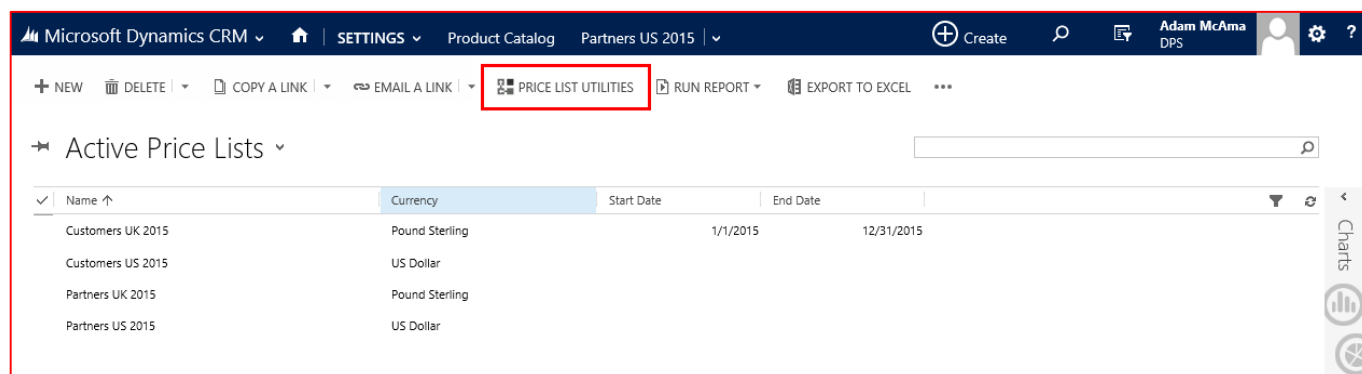 Microsoft Dynamics CRM SETTINGS Product Catalog Partners US 2015 Create Adam McAma ?
DPS
NEW DELETE COPY A LINK EMAIL A LINK PRICE LIST UTILITIES RUN REPORT EXPORT TO EXCEL •••
Active Price Lists
Name Currency Start Date End Date
Customers UK 2015 Pound Sterling 1/1/2015 12/31/2015
Customers US 2015 US Dollar
Partners UK 2015 Pound Sterling
Partners US 2015 US Dollar
Charts